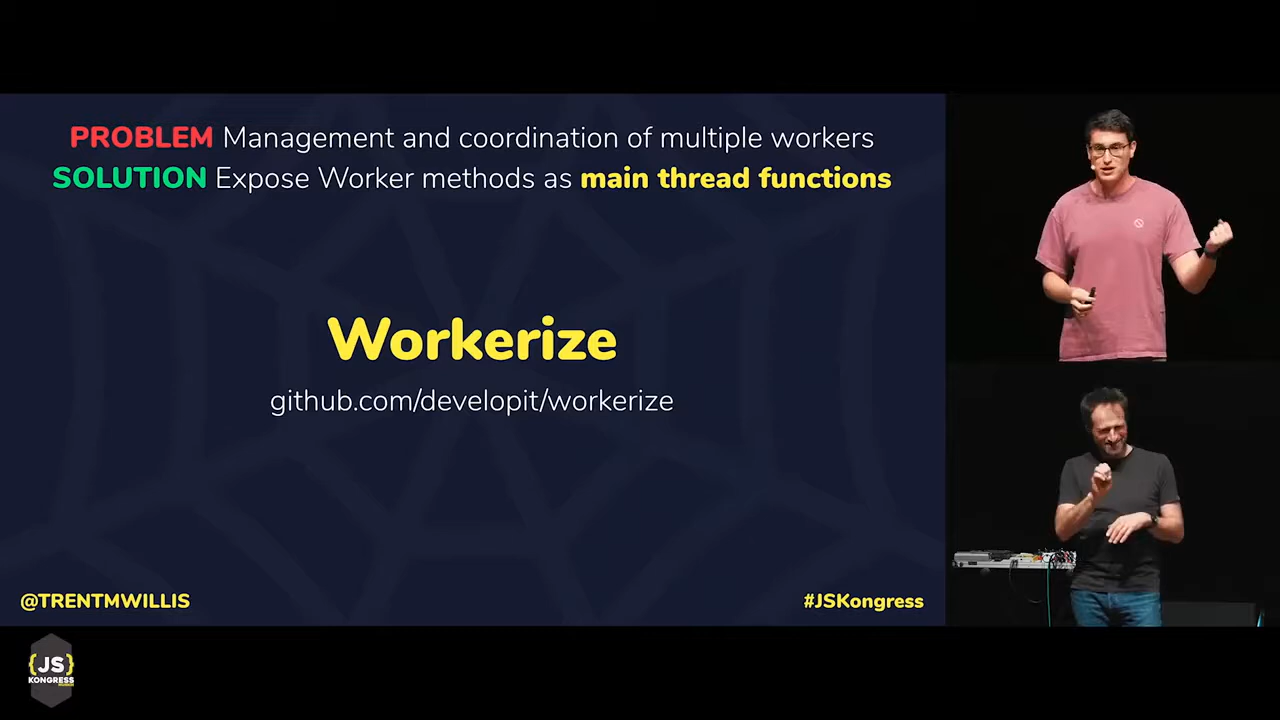 PROBLEM Management and coordination of multiple workers
SOLUTION Expose Worker methods as main thread functions
Workerize
github.com/developit/workerize
@TRENTMWILLIS
#JSKongress
{JS}
KONGRESS